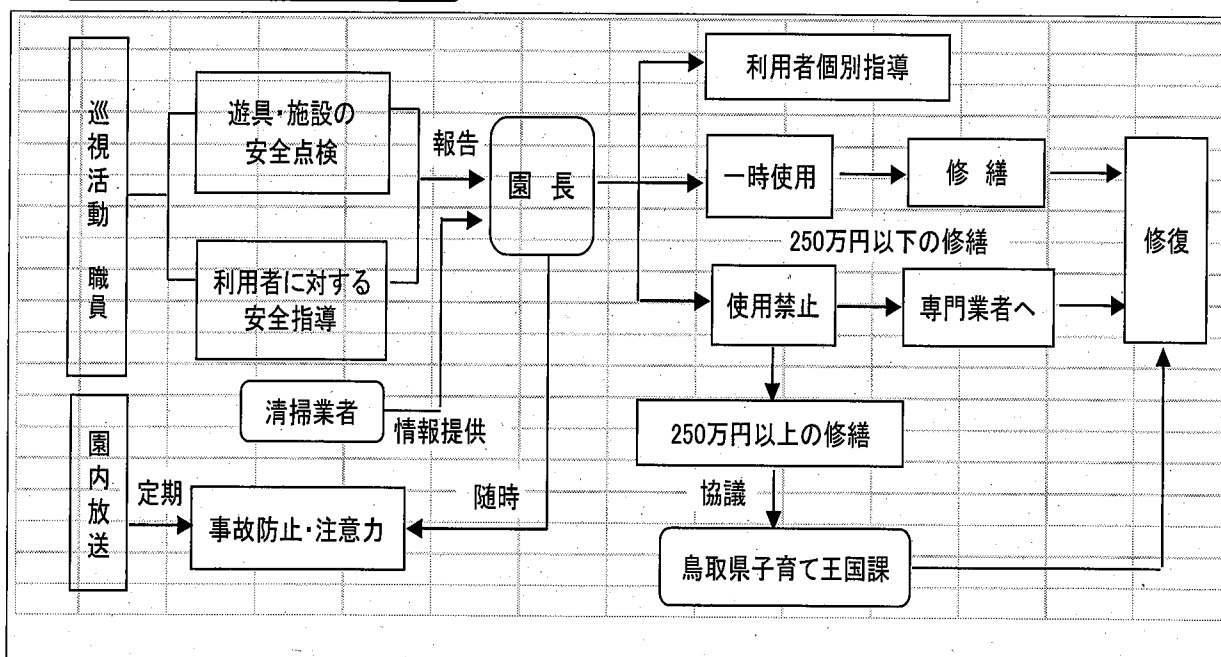 巡視活動　職員
遊具・施設の
安全点検
利用者に対する
安全指導
報告
園 長
清掃業者
情報提供
利用者個別指導
一時使用
修 繕
250万円以下の修繕
使用禁止
専門業者へ
修復
250万円以上の修繕
協議
鳥取県子育て王国課
園内放送
定期
事故防止・注意力
随時